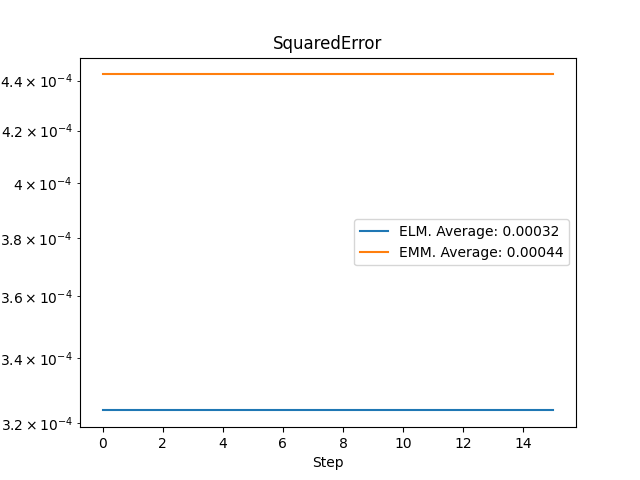 SquaredError
4.4 × 10⁻⁴
4.2 × 10⁻⁴
4 × 10⁻⁴
3.8 × 10⁻⁴
3.6 × 10⁻⁴
3.4 × 10⁻⁴
3.2 × 10⁻⁴
ELM. Average: 0.00032
EMM. Average: 0.00044
0 2 4 6 8 10 12 14
Step